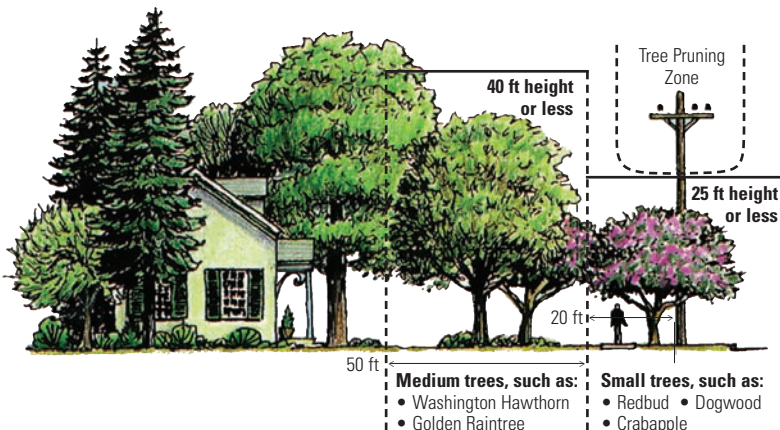 Tree Pruning
Zone
40 ft height
or less
25 ft height
or less
20 ft
50 ft
Medium trees, such as:
• Washington Hawthorn
• Golden Raintree
Small trees, such as:
• Redbud • Dogwood
• Crabapple